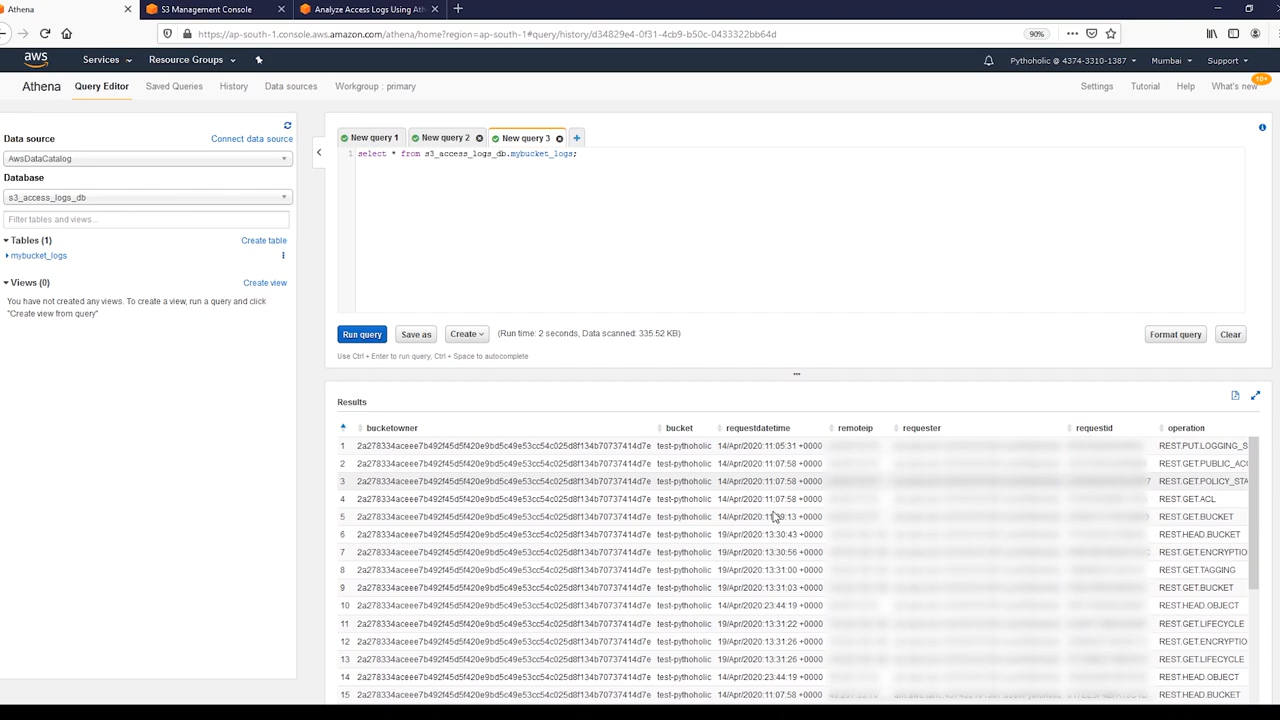 Athena
S3 Management Console
Analyze Access Logs Using Ath
https://ap-south-1.console.aws.amazon.com/athena/home?region=ap-south-1#query/history/d34829e4-0f31-4cb9-b50c-0433322bb64d
90%
aws
Services
Resource Groups
Pythoholic @ 4374-3310-1387
Mumbai
Support
Athena
Query Editor
Saved Queries
History
Data sources
Workgroup : primary
Settings
Tutorial
Help
What's new
10+
Data source
Connect data source
AwsDataCatalog
Database
s3_access_logs_db
Filter tables and views...
Tables (1)
Create table
mybucket_logs
Views (0)
Create view
You have not created any views. To create a view, run a query and click
"Create view from query"
New query 1
New query 2
New query 3
1 select * from s3_access_logs_db.mybucket_logs;
Run query
Save as
Create
(Run time: 2 seconds, Data scanned: 335.52 KB)
Format query
Clear
Use Ctrl + Enter to run query, Ctrl + Space to autocomplete
Results
bucketowner bucket requestdatetime remoteip requester requestid operation
1 2a278334aceee7b492f45d5f420e9bd5c49e53cc54c025d8f134b70737414d7e test-pythoholic 14/Apr/2020:11:05:31 +0000 REST.PUT.LOGGING_S
2 2a278334aceee7b492f45d5f420e9bd5c49e53cc54c025d8f134b70737414d7e test-pythoholic 14/Apr/2020:11:07:58 +0000 REST.GET.PUBLIC_ACC
3 2a278334aceee7b492f45d5f420e9bd5c49e53cc54c025d8f134b70737414d7e test-pythoholic 14/Apr/2020:11:07:58 +0000 REST.GET.POLICY_STA
4 2a278334aceee7b492f45d5f420e9bd5c49e53cc54c025d8f134b70737414d7e test-pythoholic 14/Apr/2020:11:07:58 +0000 REST.GET.ACL
5 2a278334aceee7b492f45d5f420e9bd5c49e53cc54c025d8f134b70737414d7e test-pythoholic +0000 REST.GET.BUCKET
6 2a278334aceee7b492f45d5f420e9bd5c49e53cc54c025d8f134b70737414d7e test-pythoholic 19/Apr/2020:13:30:43 +0000 REST.HEAD.BUCKET
7 2a278334aceee7b492f45d5f420e9bd5c49e53cc54c025d8f134b70737414d7e test-pythoholic 19/Apr/2020:13:30:56 +0000 REST.GET.ENCRYPTIO
8 2a278334aceee7b492f45d5f420e9bd5c49e53cc54c025d8f134b70737414d7e test-pythoholic 19/Apr/2020:13:31:00 +0000 REST.GET.TAGGING
9 2a278334aceee7b492f45d5f420e9bd5c49e53cc54c025d8f134b70737414d7e test-pythoholic 19/Apr/2020:13:31:03 +0000 REST.GET.BUCKET
10 2a278334aceee7b492f45d5f420e9bd5c49e53cc54c025d8f134b70737414d7e test-pythoholic 14/Apr/2020:23:44:19 +0000 REST.HEAD.OBJECT
11 2a278334aceee7b492f45d5f420e9bd5c49e53cc54c025d8f134b70737414d7e test-pythoholic 19/Apr/2020:13:31:22 +0000 REST.GET.LIFECYCLE
12 2a278334aceee7b492f45d5f420e9bd5c49e53cc54c025d8f134b70737414d7e test-pythoholic 19/Apr/2020:13:31:26 +0000 REST.GET.ENCRYPTIO
13 2a278334aceee7b492f45d5f420e9bd5c49e53cc54c025d8f134b70737414d7e test-pythoholic 19/Apr/2020:13:31:26 +0000 REST.GET.LIFECYCLE
14 2a278334aceee7b492f45d5f420e9bd5c49e53cc54c025d8f134b70737414d7e test-pythoholic 14/Apr/2020:23:44:19 +0000 REST.HEAD.OBJECT
15 2a278334aceee7b492f45d5f420e9bd5c49e53cc54c025d8f134b70737414d7e test-pythoholic 14/Apr/2020:11:07:58 +0000 REST.HEAD.BUCKET